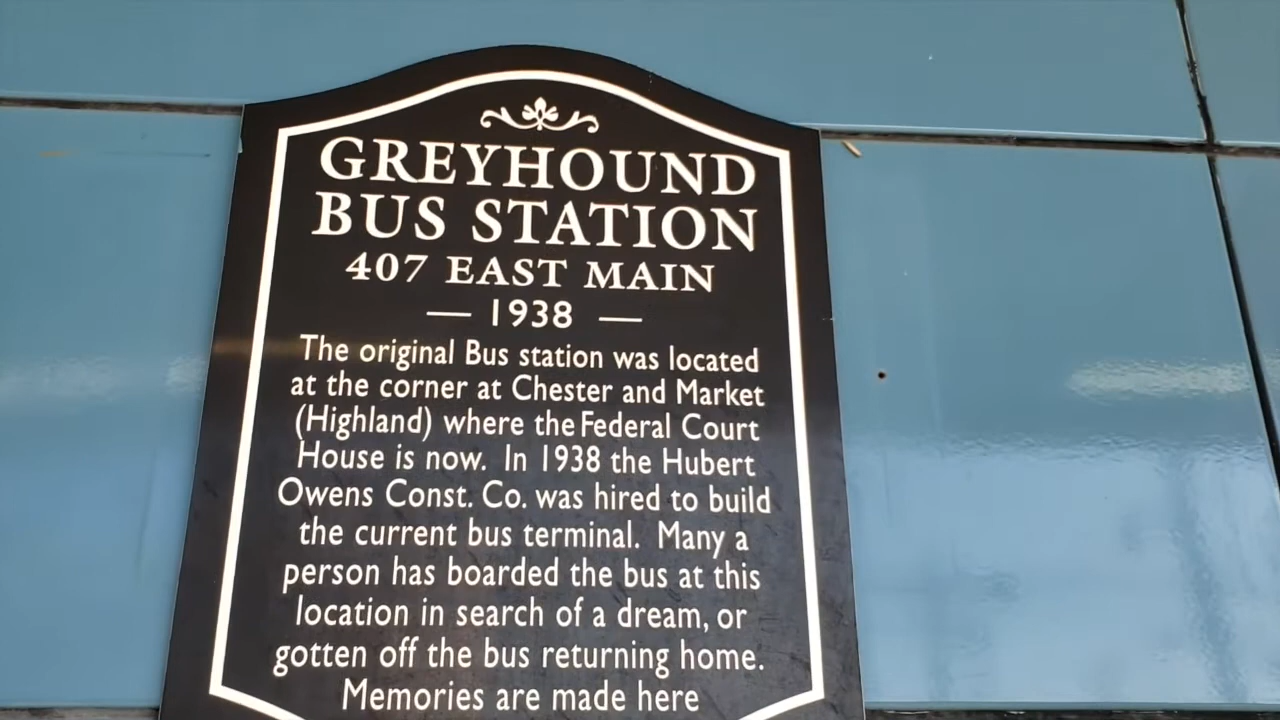 GREYHOUND
BUS STATION
407 EAST MAIN
— 1938 —
The original Bus station was located
at the corner at Chester and Market
(Highland) where the Federal Court
House is now. In 1938 the Hubert
Owens Const. Co. was hired to build
the current bus terminal. Many a
person has boarded the bus at this
location in search of a dream, or
gotten off the bus returning home.
Memories are made here